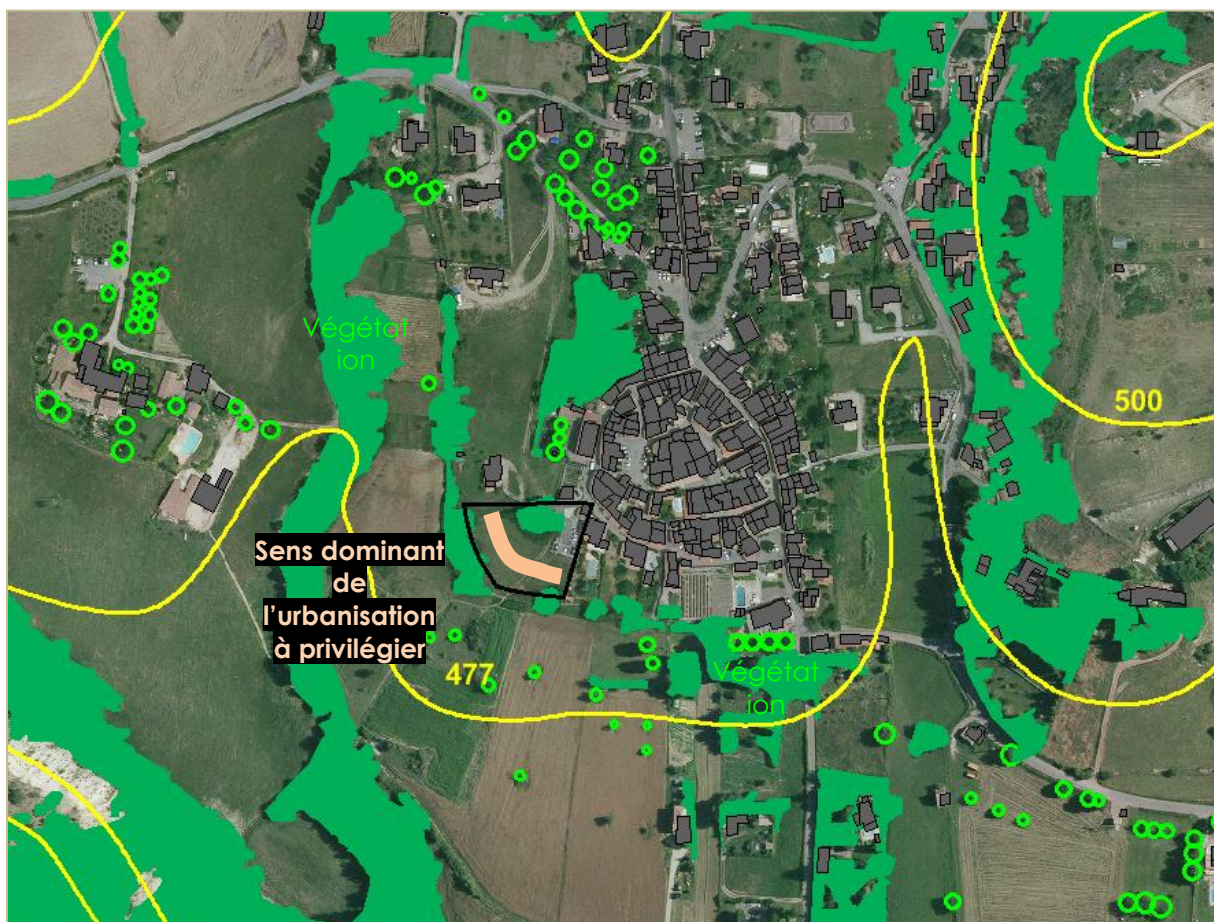 Végétat
ion
500
Sens dominant
de
l’urbanisation
à privilégier
477
Végétat
ion